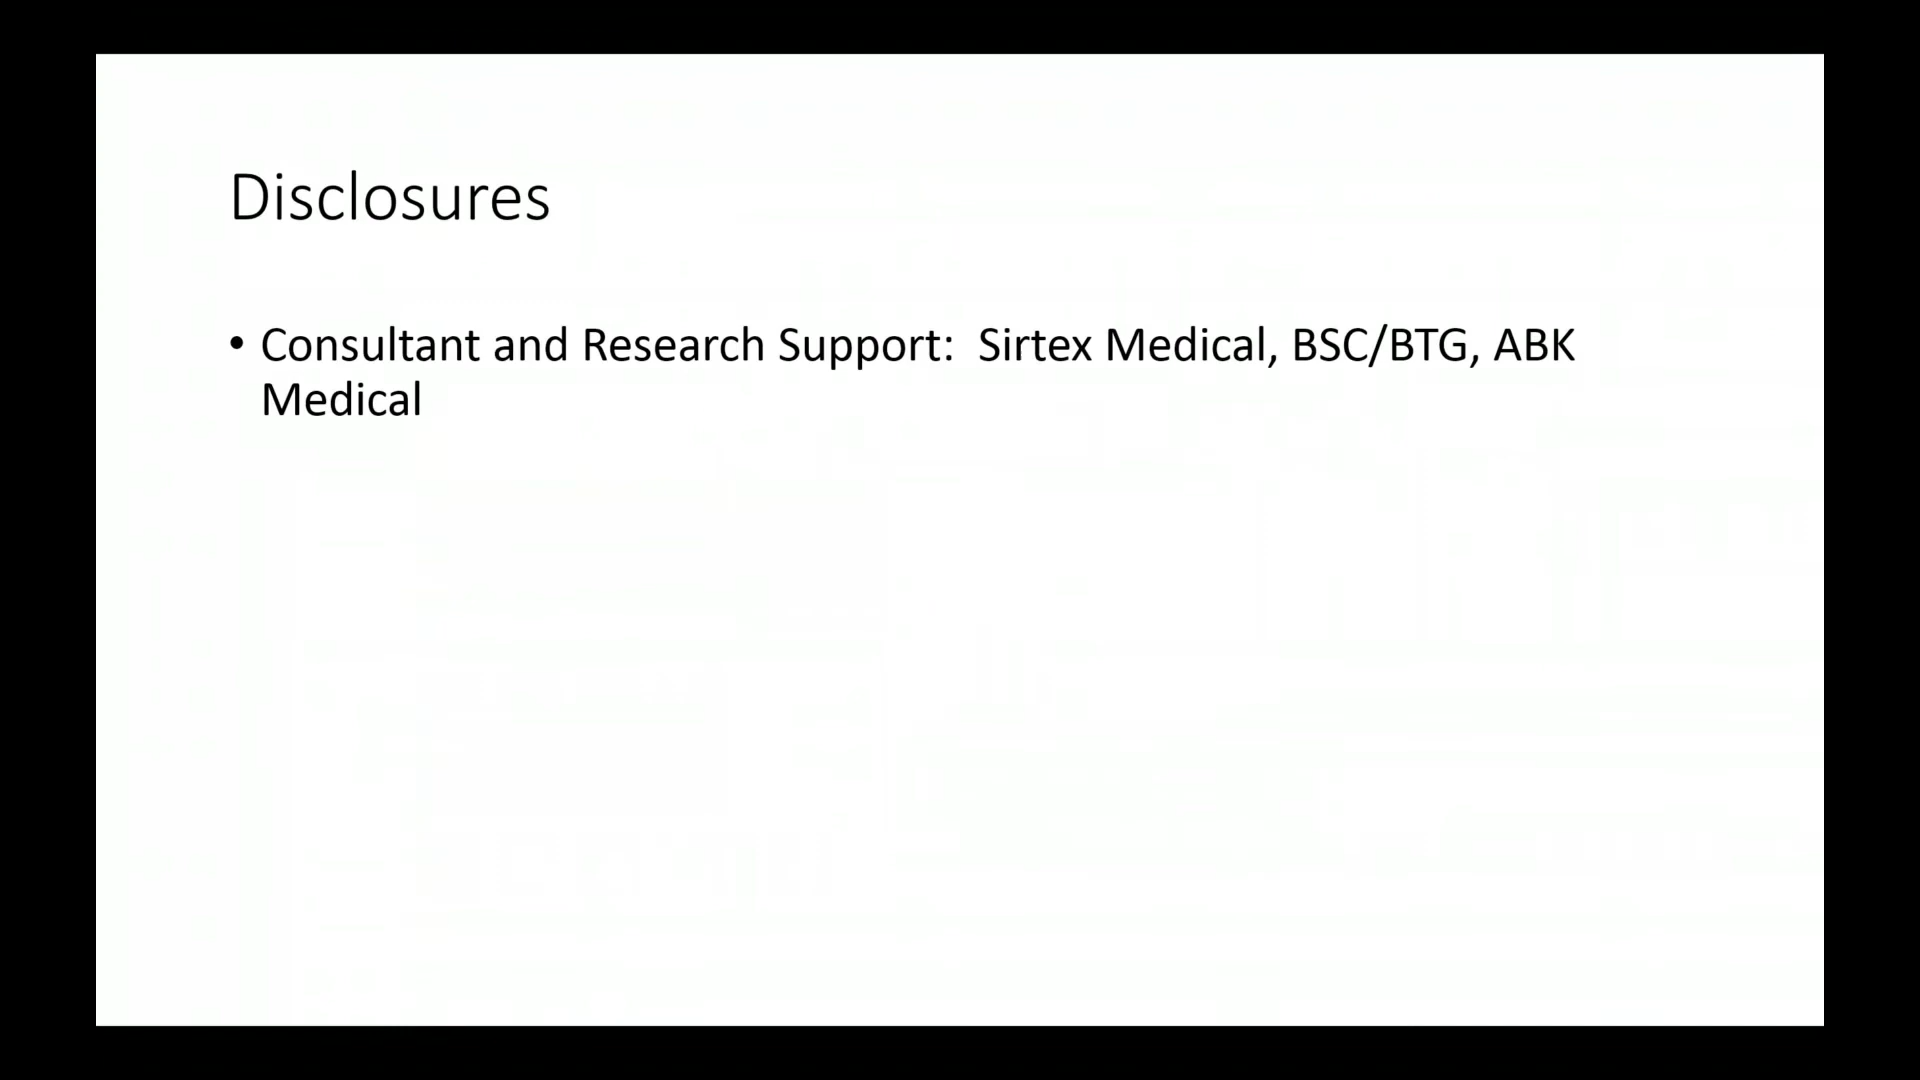 Disclosures
• Consultant and Research Support:  Sirtex Medical, BSC/BTG, ABK
Medical